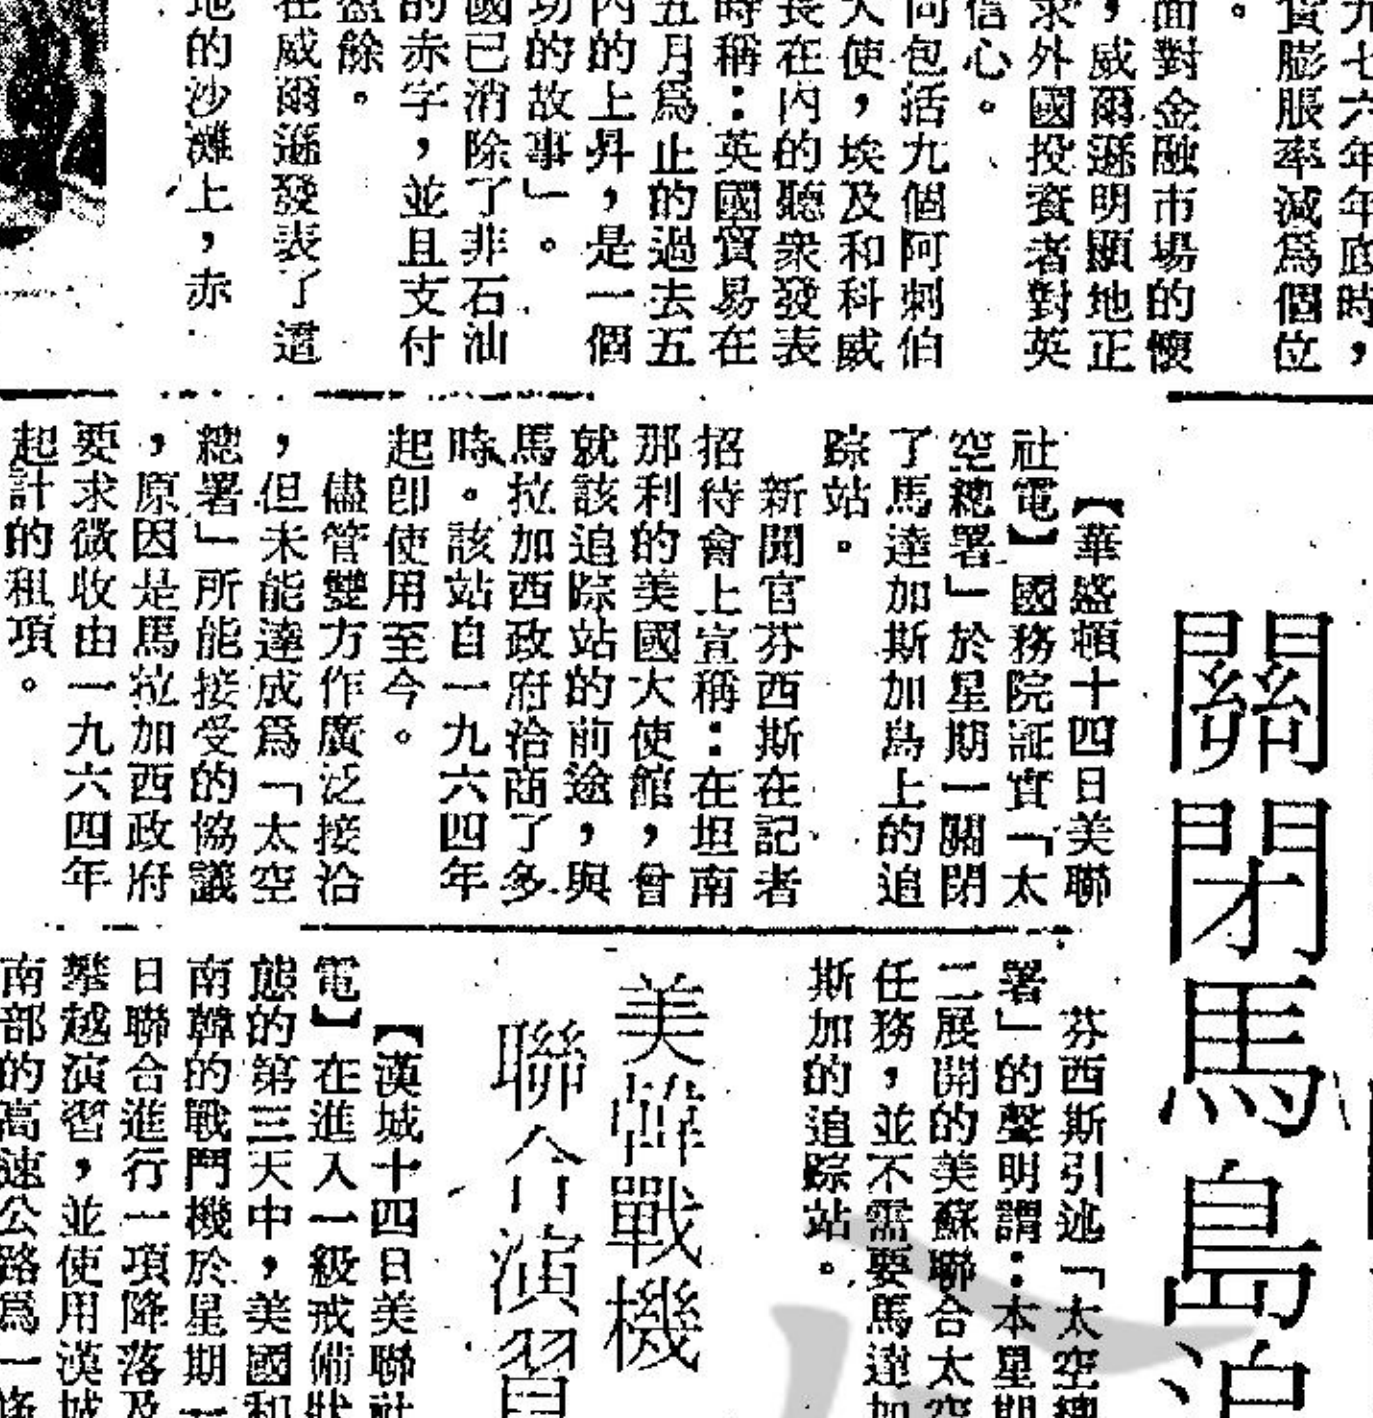 九七六年年底時，
貨膨脹率減為個位
。
面對金融市場的懷
，威爾遜明顯地正
求外國投資者對英
信心。
向包括九個阿刺伯
大使，埃及和科威
長在內的聽衆發表
時稱：英國貿易在
五月為止的過去五
內的上昇，是一個
功的故事」。
國已消除了非石油
的赤字，並且支付
盈餘。
在威爾遜發表了這
地的沙灘上，赤
關閉馬島追
【華盛頓十四日美聯
社電】國務院証實「太
空總署」於星期一關閉
了馬達加斯加島上的追
踪站。
新聞官芬西斯在記者
招待會上宣稱：在坦南
那利的美國大使館，曾
就該追踪站的前途，與
馬拉加西政府洽商了多
時。該站自一九六四年
起即使用至今。
儘管雙方作廣泛接洽
，但未能達成為「太空
總署」所能接受的協議
，原因是馬拉加西政府
要求徵收由一九六四年
起計的租項。
芬西斯引述「太空總
署」的聲明謂：本星期
二展開的美蘇聯合太空
任務，並不需要馬達加
斯加的追踪站。
美韓戰機
聯合演習
【漢城十四日美聯社
電】在進入一級戒備狀
態的第三天中，美國和
南韓的戰鬥機於星期一
日聯合進行一項降落及
攀越演習，並使用漢城
南部的高速公路為一條